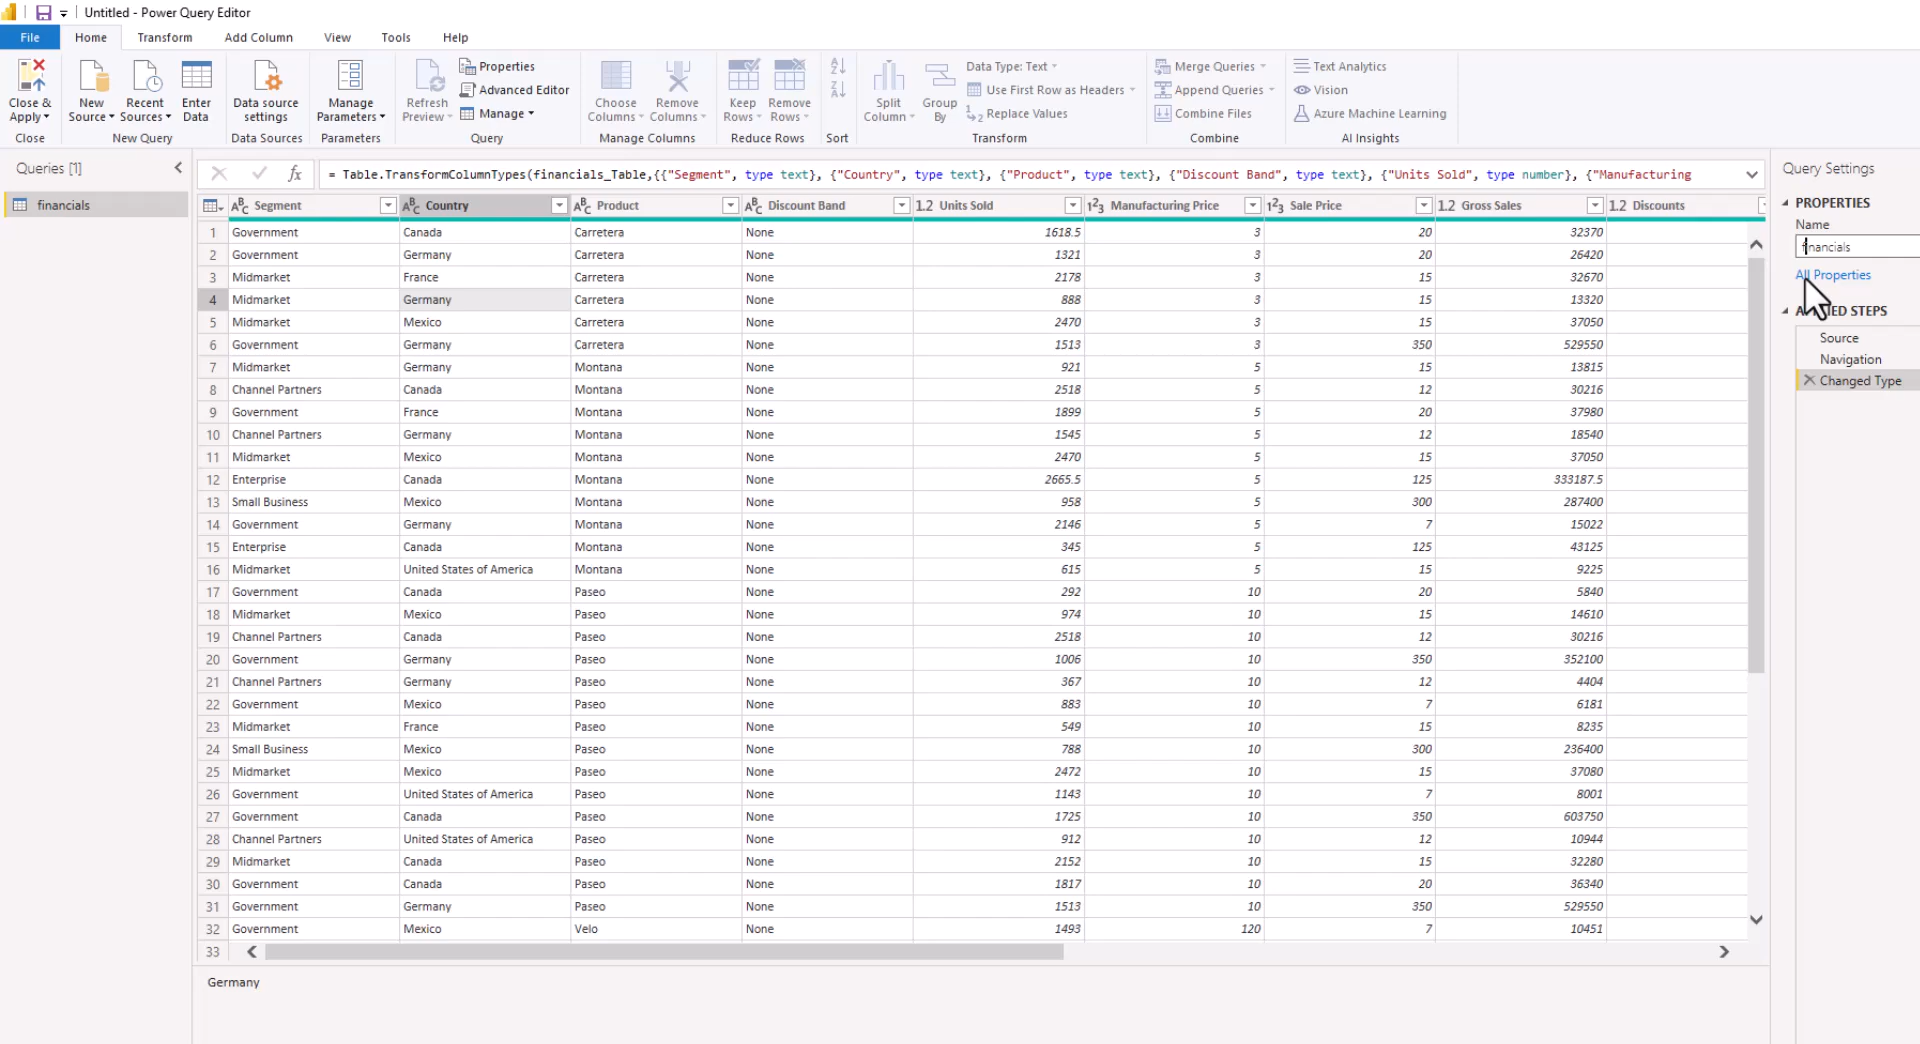 Untitled - Power Query Editor
File Home Transform Add Column View Tools Help
Close & Apply
Close
New Source
Recent Sources
Enter Data
New Query
Data source settings
Data Sources
Manage Parameters
Parameters
Refresh Preview
Properties
Advanced Editor
Manage
Query
Choose Columns
Remove Columns
Manage Columns
Keep Rows
Remove Rows
Reduce Rows
Sort
Split Column
Group By
Data Type: Text
Use First Row as Headers
Replace Values
Transform
Merge Queries
Append Queries
Combine Files
Combine
Text Analytics
Vision
Azure Machine Learning
AI Insights
Queries [1]
financials
= Table.TransformColumnTypes(financials_Table,{{"Segment", type text}, {"Country", type text}, {"Product", type text}, {"Discount Band", type text}, {"Units Sold", type number}, {"Manufacturing
Segment Country Product Discount Band 1.2 Units Sold 123 Manufacturing Price 123 Sale Price 1.2 Gross Sales 1.2 Discounts
1 Government Canada Carretera None 1618.5 3 20 32370
2 Government Germany Carretera None 1321 3 20 26420
3 Midmarket France Carretera None 2178 3 15 32670
4 Midmarket Germany Carretera None 888 3 15 13320
5 Midmarket Mexico Carretera None 2470 3 15 37050
6 Government Germany Carretera None 1513 3 350 529550
7 Midmarket Germany Montana None 921 5 15 13815
8 Channel Partners Canada Montana None 2518 5 12 30216
9 Government France Montana None 1899 5 20 37980
10 Channel Partners Germany Montana None 1545 5 12 18540
11 Midmarket Mexico Montana None 2470 5 15 37050
12 Enterprise Canada Montana None 2665.5 5 125 333187.5
13 Small Business Mexico Montana None 958 5 300 287400
14 Government Germany Montana None 2146 5 7 15022
15 Enterprise Canada Montana None 345 5 125 43125
16 Midmarket United States of America Montana None 615 5 15 9225
17 Government Canada Paseo None 292 10 20 5840
18 Midmarket Mexico Paseo None 974 10 15 14610
19 Channel Partners Canada Paseo None 2518 10 12 30216
20 Government Germany Paseo None 1006 10 350 352100
21 Channel Partners Germany Paseo None 367 10 12 4404
22 Government Mexico Paseo None 883 10 7 6181
23 Midmarket France Paseo None 549 10 15 8235
24 Small Business Mexico Paseo None 788 10 300 236400
25 Midmarket Mexico Paseo None 2472 10 15 37080
26 Government United States of America Paseo None 1143 10 7 8001
27 Government Canada Paseo None 1725 10 350 603750
28 Channel Partners United States of America Paseo None 912 10 12 10944
29 Midmarket Canada Paseo None 2152 10 15 32280
30 Government Canada Paseo None 1817 10 20 36340
31 Government Germany Paseo None 1513 10 350 529550
32 Government Mexico Velo None 1493 120 7 10451
33
Germany
Query Settings
PROPERTIES
Name
financials
All Properties
STEPS
Source
Navigation
Changed Type